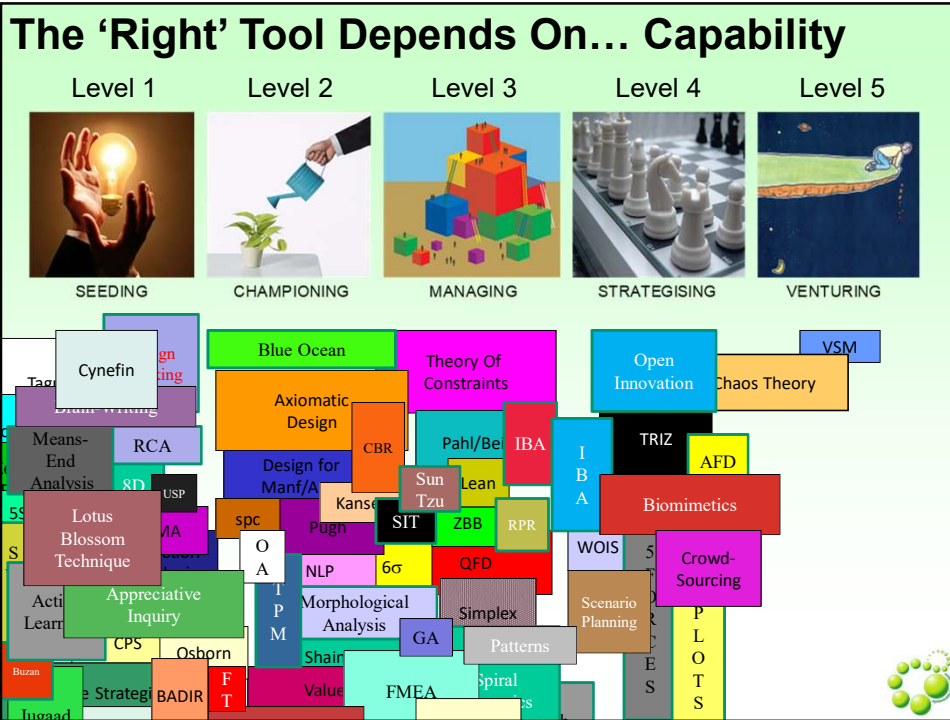 The ‘Right’ Tool Depends On… Capability
Level 1
Level 2
Level 3
Level 4
Level 5
SEEDING
CHAMPIONING
MANAGING
STRATEGISING
VENTURING
Cynefin
Blue Ocean
Theory Of
Constraints
Open
Innovation
VSM
Chaos Theory
Axiomatic
Design
CBR
Pahl/Bei
IBA
I
B
A
TRIZ
AFD
Means-
End
Analysis
RCA
8D
USP
Design for
Manf/A
Sun
Tzu
Lean
Biomimetics
Lotus
Blossom
Technique
spc
Pugh
SIT
ZBB
RPR
O
A
T
P
M
NLP
6σ
QFD
WOIS
Crowd-
Sourcing
Appreciative
Inquiry
Morphological
Analysis
GA
Simplex
Patterns
Scenario
Planning
P
L
O
T
S
CPS
Osborn
Buzan
BADIR
F
T
Value
FMEA
Spiral
Jugaad